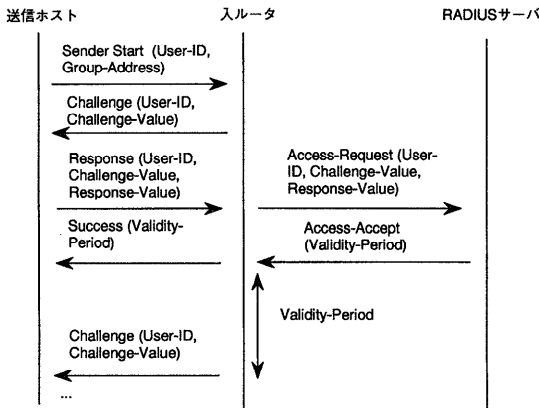 送信ホスト
入ルータ
RADIUSサーバ
Sender Start (User-ID,
Group-Address)
Challenge (User-ID,
Challenge-Value)
Response (User-ID,
Challenge-Value,
Response-Value)
Access-Request (User-
ID, Challenge-Value,
Response-Value)
Success (Validity-
Period)
Access-Accept
(Validity-Period)
Validity-Period
Challenge (User-ID,
Challenge-Value)
...